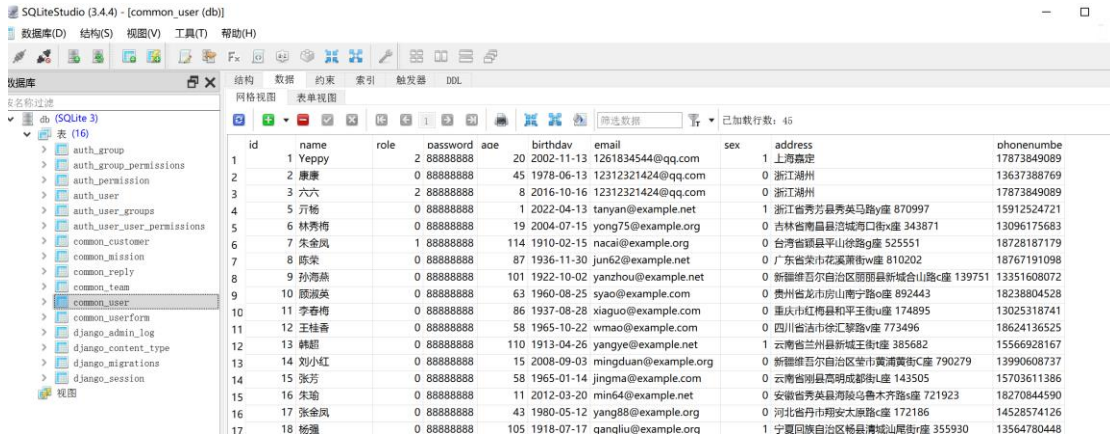 SQLiteStudio (3.4.4) - [common_user (db)]
数据库(D) 结构(S) 视图(V) 工具(T) 帮助(H)
数据库
按名称过滤
db (SQLite 3)
表 (16)
auth_group
auth_group_permissions
auth_permission
auth_user
auth_user_groups
auth_user_user_permissions
common_customer
common_mission
common_reply
common_team
common_user
common_userform
django_admin_log
django_content_type
django_migrations
django_session
视图
结构 数据 约束 索引 触发器 DDL
网格视图 表单视图
1 筛选数据 已加载行数: 45
id name role password age birthday email sex address phonenumbe
1 1 Yeppy 2 88888888 20 2002-11-13 1261834544@qq.com 1 上海嘉定 17873849089
2 2 康康 0 88888888 45 1978-06-13 12312321424@qq.com 0 浙江湖州 13637388769
3 3 六六 2 88888888 8 2016-10-16 12312321424@qq.com 0 浙江湖州 17873849089
4 5 亓杨 0 88888888 1 2022-04-13 tanyan@example.net 1 浙江省秀芳县秀英马路y座 870997 15912524721
5 6 林秀梅 0 88888888 19 2004-07-15 yong75@example.org 0 吉林省南昌县涪城海口街x座 343871 13096175683
6 7 朱金凤 1 88888888 114 1910-02-15 nacai@example.org 0 台湾省颖县平山徐路g座 525551 18728187179
7 8 陈荣 0 88888888 87 1936-11-30 jun62@example.net 0 广东省荣市花溪萧街w座 810202 18767191098
8 9 孙海燕 0 88888888 101 1922-10-02 yanzhou@example.net 0 新疆维吾尔自治区丽丽县新城合山路c座 139751 13351608072
9 10 顾淑英 0 88888888 63 1960-08-25 syao@example.com 0 贵州省龙市房山南宁路o座 892443 18238804528
10 11 李春梅 0 88888888 86 1937-08-28 xiaguo@example.com 0 重庆市红梅县和平王街u座 174895 13025318741
11 12 王桂香 0 88888888 58 1965-10-22 wmao@example.com 0 四川省洁市徐汇黎路v座 773496 18624136525
12 13 韩超 0 88888888 110 1913-04-26 yangye@example.net 1 云南省兰州县新城王街t座 385682 15566928167
13 14 刘小红 0 88888888 15 2008-09-03 mingduan@example.org 0 新疆维吾尔自治区莹市黄浦黄街C座 790279 13990608737
14 15 张芳 0 88888888 58 1965-01-14 jingma@example.com 0 云南省刚县高明成都街L座 143505 15703611386
15 16 朱瑜 0 88888888 11 2012-03-20 min64@example.net 0 安徽省秀英县海陵乌鲁木齐路s座 721923 18270844590
16 17 张金凤 0 88888888 43 1980-05-12 yang88@example.org 0 河北省丹市翔安太原路c座 172186 14528574126
17 18 杨强 0 88888888 105 1918-07-17 gangliu@example.org 1 宁夏回族自治区畅县清城汕尾街r座 355930 13564780448